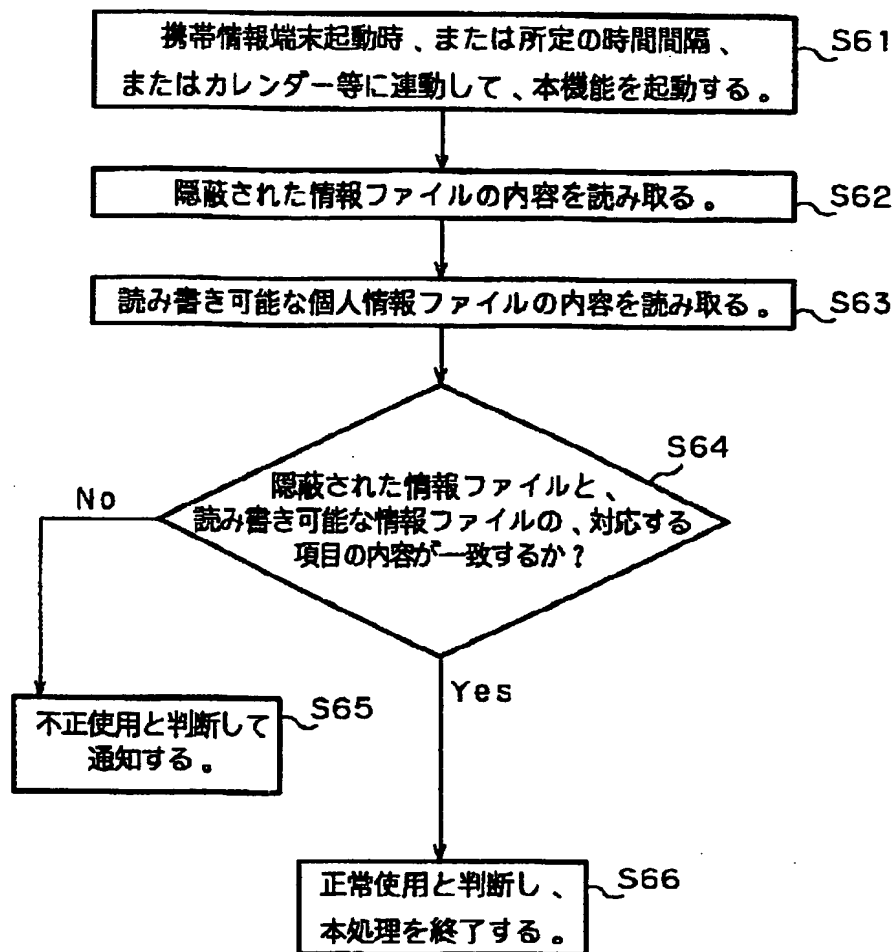 携帯情報端末起動時、または所定の時間間隔、
またはカレンダー等に連動して、本機能を起動する。
S61
隠蔽された情報ファイルの内容を読み取る。
S62
読み書き可能な個人情報ファイルの内容を読み取る。
S63
S64
隠蔽された情報ファイルと、
読み書き可能な情報ファイルの、対応する
項目の内容が一致するか?
No
Yes
不正使用と判断して
通知する。
S65
正常使用と判断し、
本処理を終了する。
S66